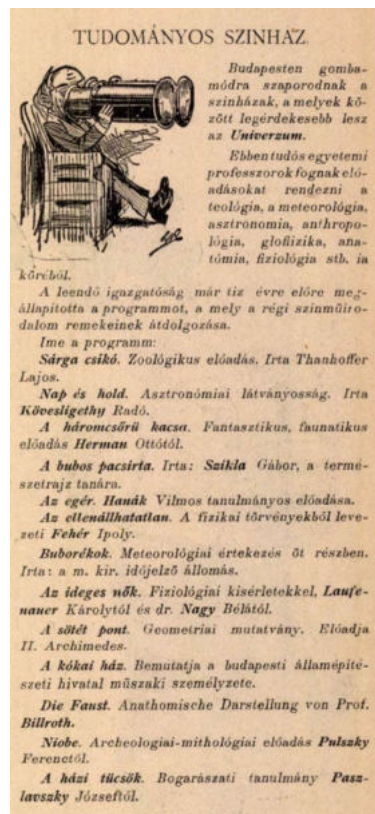 TUDOMÁNYOS SZINHAZ
Budapesten gomba-
módra szaporodnak a
szinházak, a melyek kö-
zött legérdekesebb lesz
az Univerzum.
Ebben tudós egyetemi
professzorok fognak elő-
adásokat rendezni a
teológia, a meteorológia,
asztronomia, anthropo-
lógia, glofiizika, ana-
tómia, fiziológia stb. ia
köréből.
A leendő igazgatóság már tiz évre előre meg-
állapitotta a programmot, a mely a régi szinműiro-
dalom remekeinek átdolgozása.
Ime a programm:
Sárga csikó. Zoológikus előadás. Irta Thanhoffer
Lajos.
Nap és hold. Asztronómiai látványosság. Irta
Kövesligethy Radó.
A háromcsőrü kacsa. Fantasztikus, faunatikus
előadás Herman Ottótól.
A bubos pacsirta. Irta: Szikla Gábor, a termé-
szetrajz tanára.
Az egér. Hanák Vilmos tanulmányos előadása.
Az ellenállhatatlan. A fizikai törvényekből leve-
zeti Fehér Ipoly.
Buborékok. Meteorológiai értekezés öt részben.
Irta: a m. kir. időjelző állomás.
Az ideges nők. Fiziológiai kisérletekkel, Laufe-
nauer Károlytól és dr. Nagy Bélától.
A sötét pont. Geometriai mutatvány. Előadja
II. Archimedes.
A kókai ház. Bemutatja a budapesti államépité-
szeti hivatal műszaki személyzete.
Die Faust. Anathomische Darstellung von Prof.
Billroth.
Niobe. Archeologiai-mithológiai előadás Pulszky
Ferenctől.
A házi tücsök. Bogarászati tanulmány Pasz-
lavszky Józseftől.